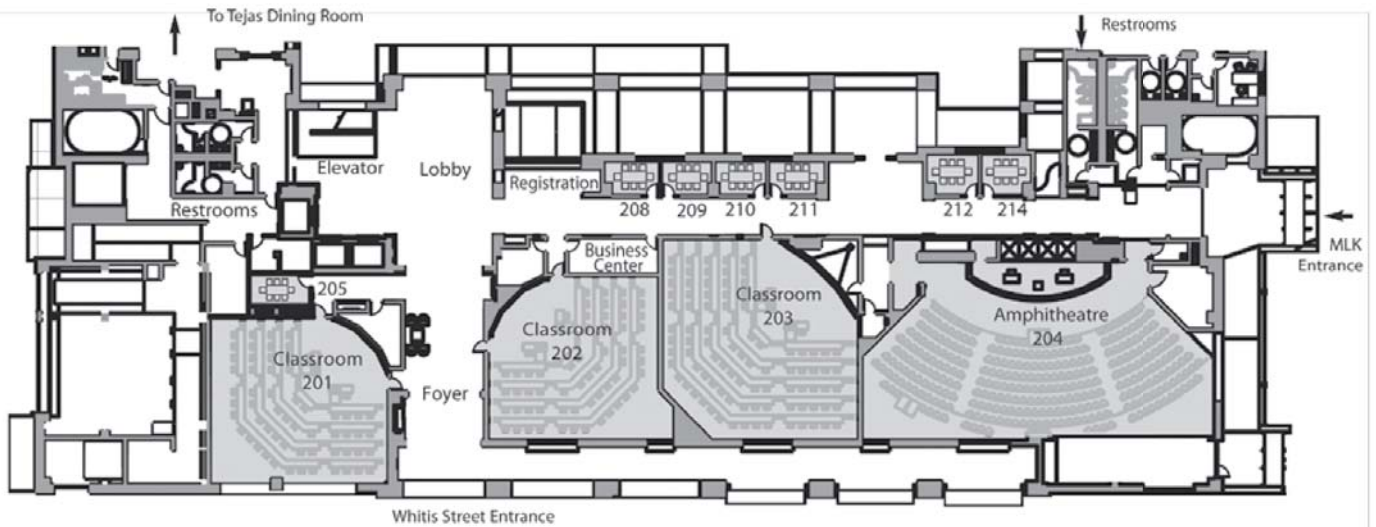 To Tejas Dining Room
Restrooms
Elevator
Lobby
Registration
Restrooms
208
209
210
211
212
214
MLK
Entrance
Business
Center
205
Classroom
201
Classroom
202
Classroom
203
Amphitheatre
204
Foyer
Whitis Street Entrance